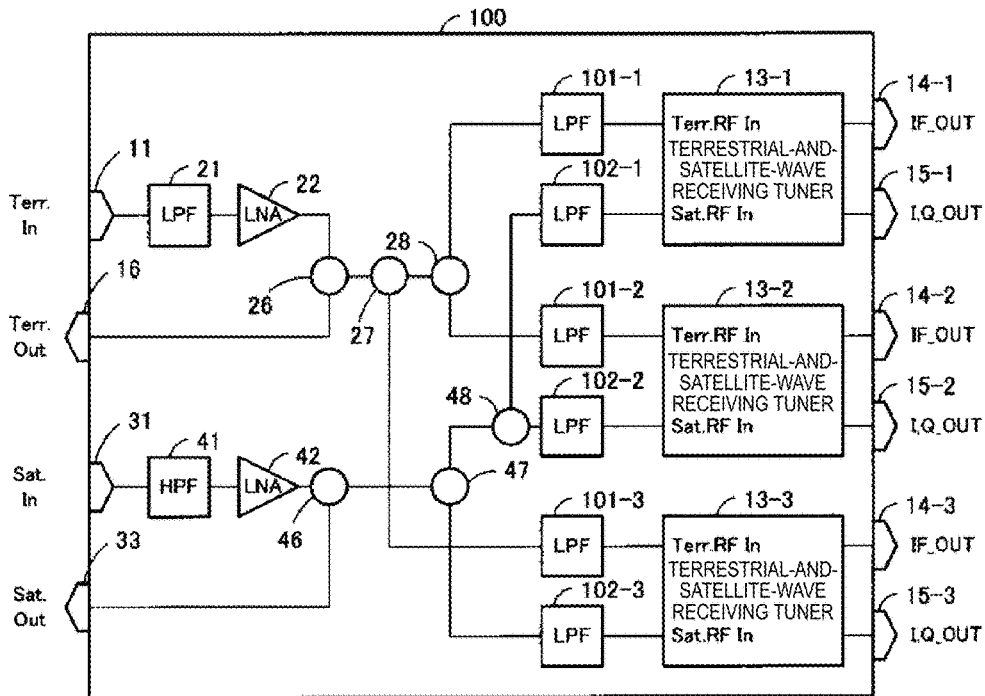 100
101-1
13-1
14-1
LPF
Terr.RF In
IF_OUT
TERRESTRIAL-AND-
SATELLITE-WAVE
RECEIVING TUNER
Sat.RF In
11
21
22
102-1
15-1
Terr.
In
LPF
LNA
LPF
I,Q_OUT
28
16
26
27
101-2
13-2
14-2
Terr.
Out
LPF
Terr.RF In
IF_OUT
TERRESTRIAL-AND-
SATELLITE-WAVE
RECEIVING TUNER
Sat.RF In
102-2
15-2
48
LPF
I,Q_OUT
31
41
42
47
Sat.
In
HPF
LNA
46
101-3
13-3
14-3
33
LPF
Terr.RF In
IF_OUT
TERRESTRIAL-AND-
SATELLITE-WAVE
RECEIVING TUNER
Sat.RF In
Sat.
Out
102-3
15-3
LPF
I,Q_OUT